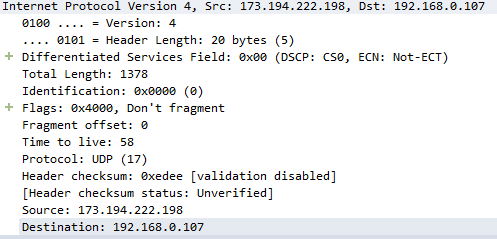 Internet Protocol Version 4, Src: 173.194.222.198, Dst: 192.168.0.107
0100 .... = Version: 4
.... 0101 = Header Length: 20 bytes (5)
+ Differentiated Services Field: 0x00 (DSCP: CS0, ECN: Not-ECT)
Total Length: 1378
Identification: 0x0000 (0)
+ Flags: 0x4000, Don't fragment
Fragment offset: 0
Time to live: 58
Protocol: UDP (17)
Header checksum: 0xedee [validation disabled]
[Header checksum status: Unverified]
Source: 173.194.222.198
Destination: 192.168.0.107